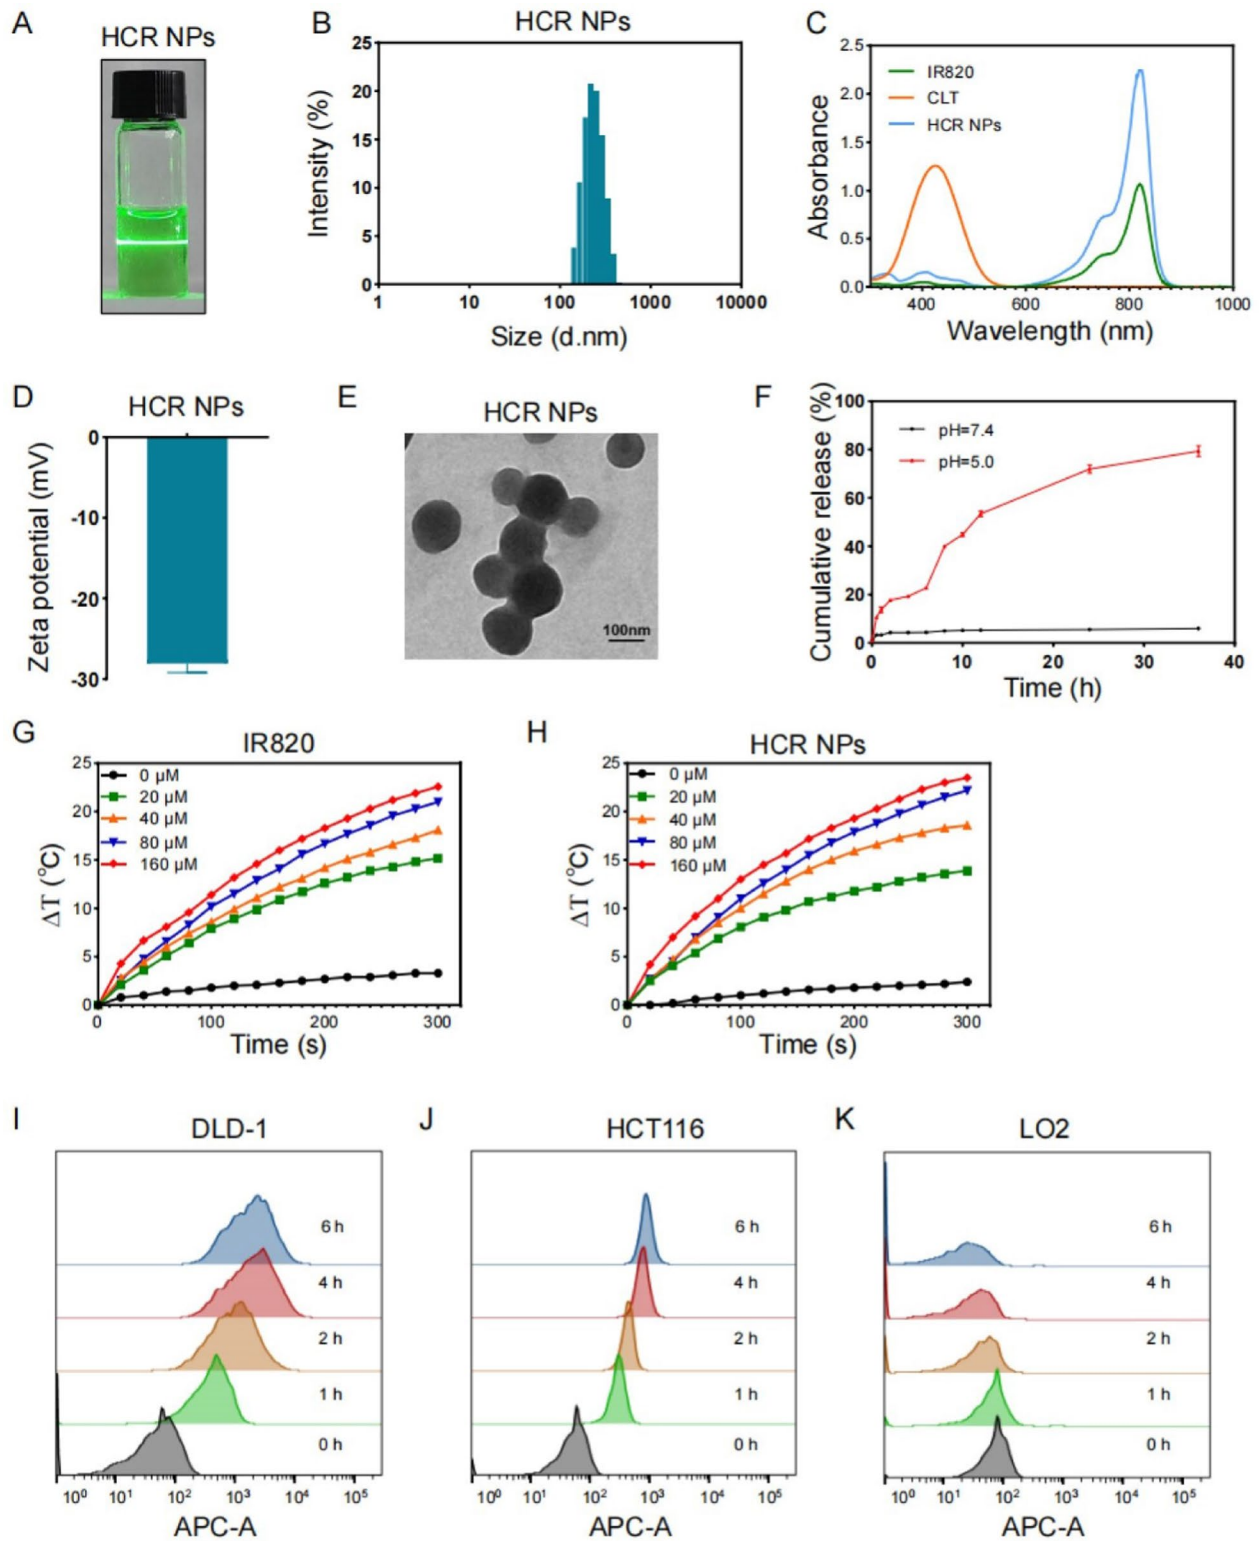 A
HCR NPs
B
HCR NPs
25
20
15
10
5
0
Intensity (%)
1
10
100
1000
10000
Size (d.nm)
C
2.5
2.0
1.5
1.0
0.5
0.0
Absorbance
IR820
CLT
HCR NPs
400
600
800
1000
Wavelength (nm)
D
HCR NPs
0
-10
-20
-30
Zeta potential (mV)
E
HCR NPs
100nm
F
100
80
60
40
20
0
Cumulative release (%)
pH=7.4
pH=5.0
0
10
20
30
40
Time (h)
G
IR820
25
20
15
10
5
0
ΔT (℃)
0 μM
20 μM
40 μM
80 μM
160 μM
0
100
200
300
Time (s)
H
HCR NPs
25
20
15
10
5
0
ΔT (℃)
0 μM
20 μM
40 μM
80 μM
160 μM
0
100
200
300
Time (s)
I
DLD-1
6 h
4 h
2 h
1 h
0 h
10⁰ 10¹ 10² 10³ 10⁴ 10⁵
APC-A
J
HCT116
6 h
4 h
2 h
1 h
0 h
10⁰ 10¹ 10² 10³ 10⁴ 10⁵
APC-A
K
LO2
6 h
4 h
2 h
1 h
0 h
10⁰ 10¹ 10² 10³ 10⁴ 10⁵
APC-A